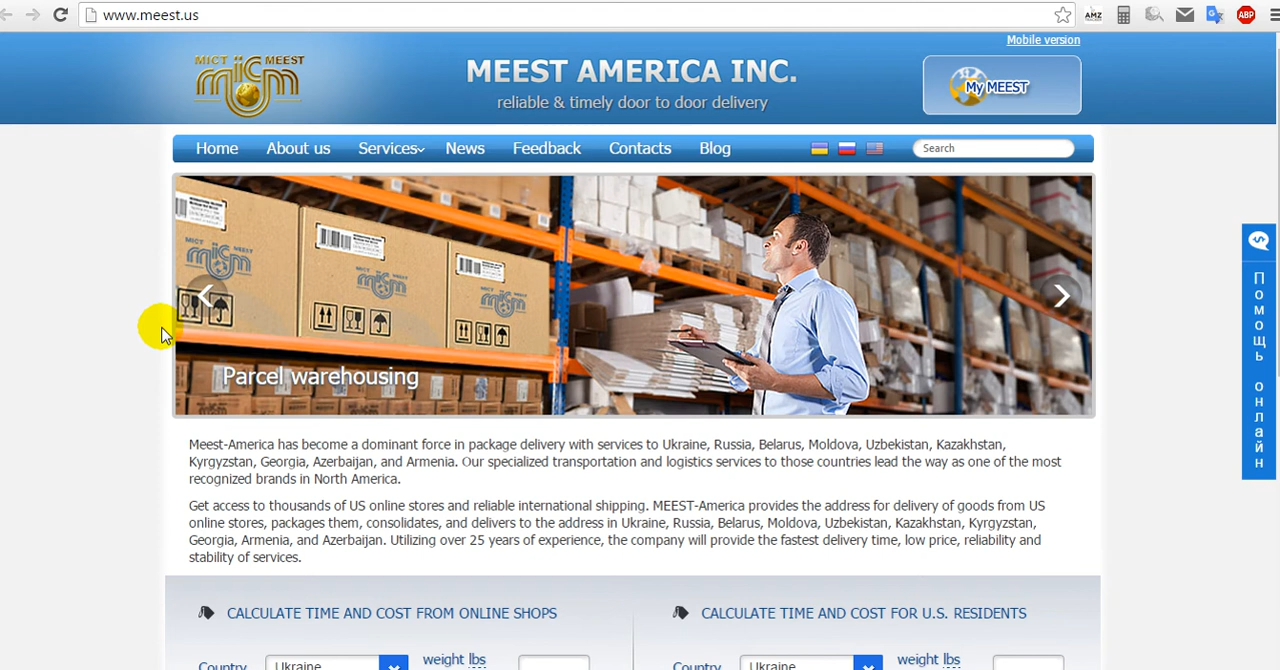 www.meest.us
AMZ
ABP
Mobile version
МІСТ MEEST
MEEST AMERICA INC.
reliable & timely door to door delivery
My MEEST
Home About us Services News Feedback Contacts Blog Search
МІСТ MEEST
Parcel warehousing
Помощь онлайн
Meest-America has become a dominant force in package delivery with services to Ukraine, Russia, Belarus, Moldova, Uzbekistan, Kazakhstan,
Kyrgyzstan, Georgia, Azerbaijan, and Armenia. Our specialized transportation and logistics services to those countries lead the way as one of the most
recognized brands in North America.
Get access to thousands of US online stores and reliable international shipping. MEEST-America provides the address for delivery of goods from US
online stores, packages them, consolidates, and delivers to the address in Ukraine, Russia, Belarus, Moldova, Uzbekistan, Kazakhstan, Kyrgyzstan,
Georgia, Armenia, and Azerbaijan. Utilizing over 25 years of experience, the company will provide the fastest delivery time, low price, reliability and
stability of services.
CALCULATE TIME AND COST FROM ONLINE SHOPS
Country Ukraine weight lbs
CALCULATE TIME AND COST FOR U.S. RESIDENTS
Country Ukraine weight lbs